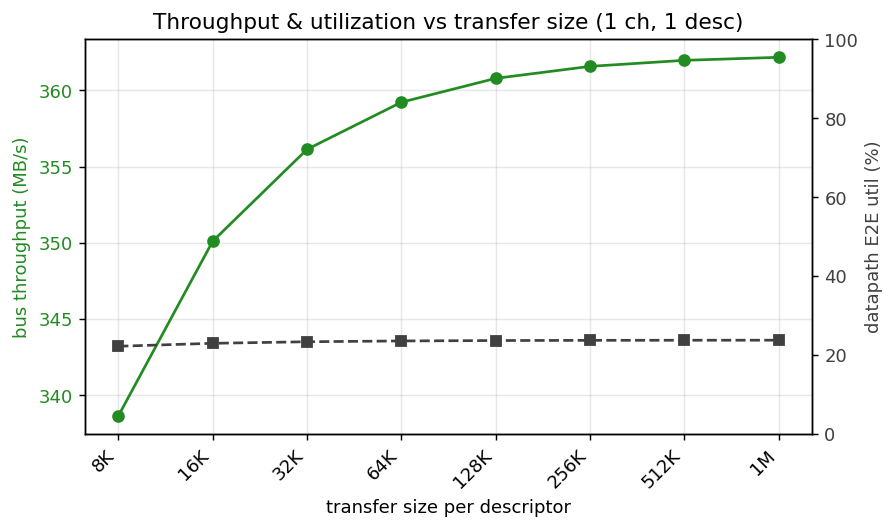 Throughput & utilization vs transfer size (1 ch, 1 desc)
bus throughput (MB/s)
360
355
350
345
340
100
80
60
40
20
0
datapath E2E util (%)
8K
16K
32K
64K
128K
256K
512K
1M
transfer size per descriptor